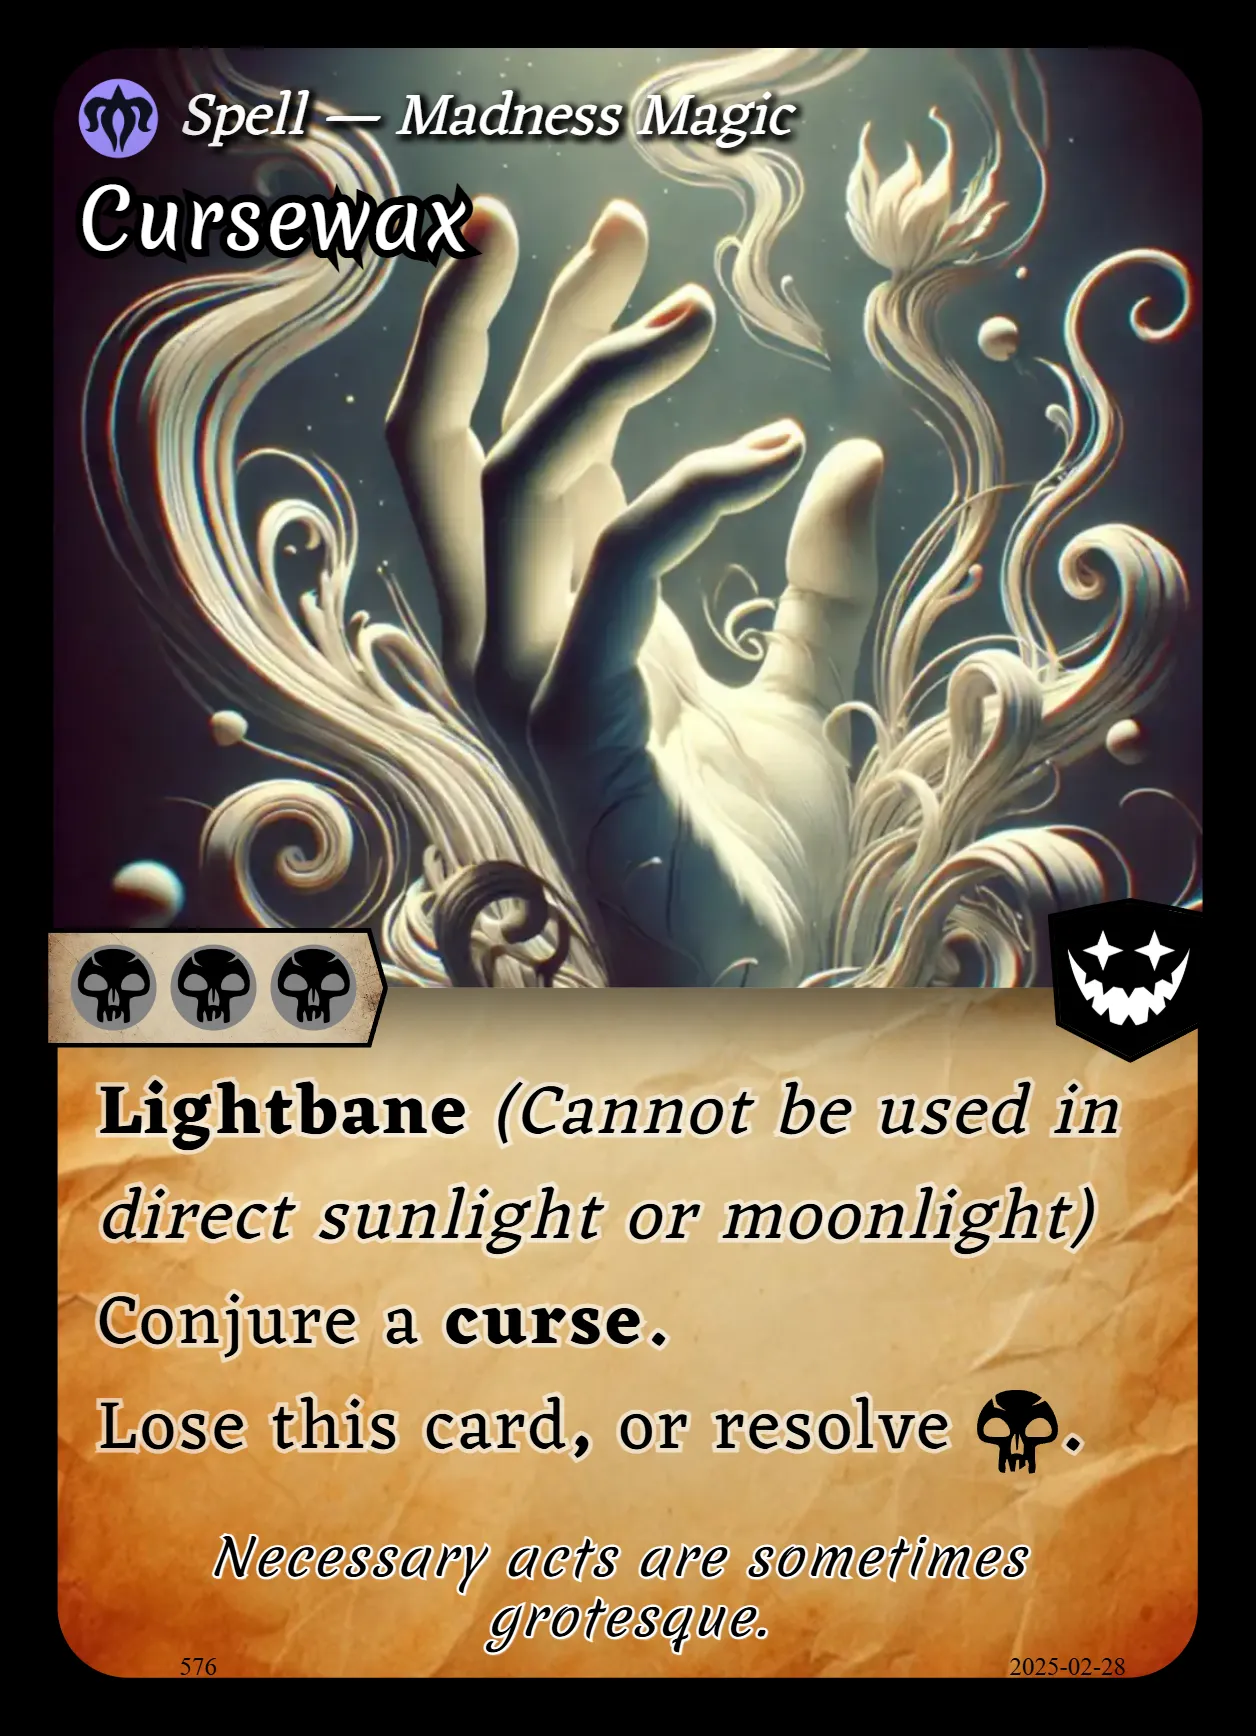 Spell — Madness Magic
Cursewax
Lightbane (Cannot be used in
direct sunlight or moonlight)
Conjure a curse.
Lose this card, or resolve .
Necessary acts are sometimes
grotesque.
576
2025-02-28